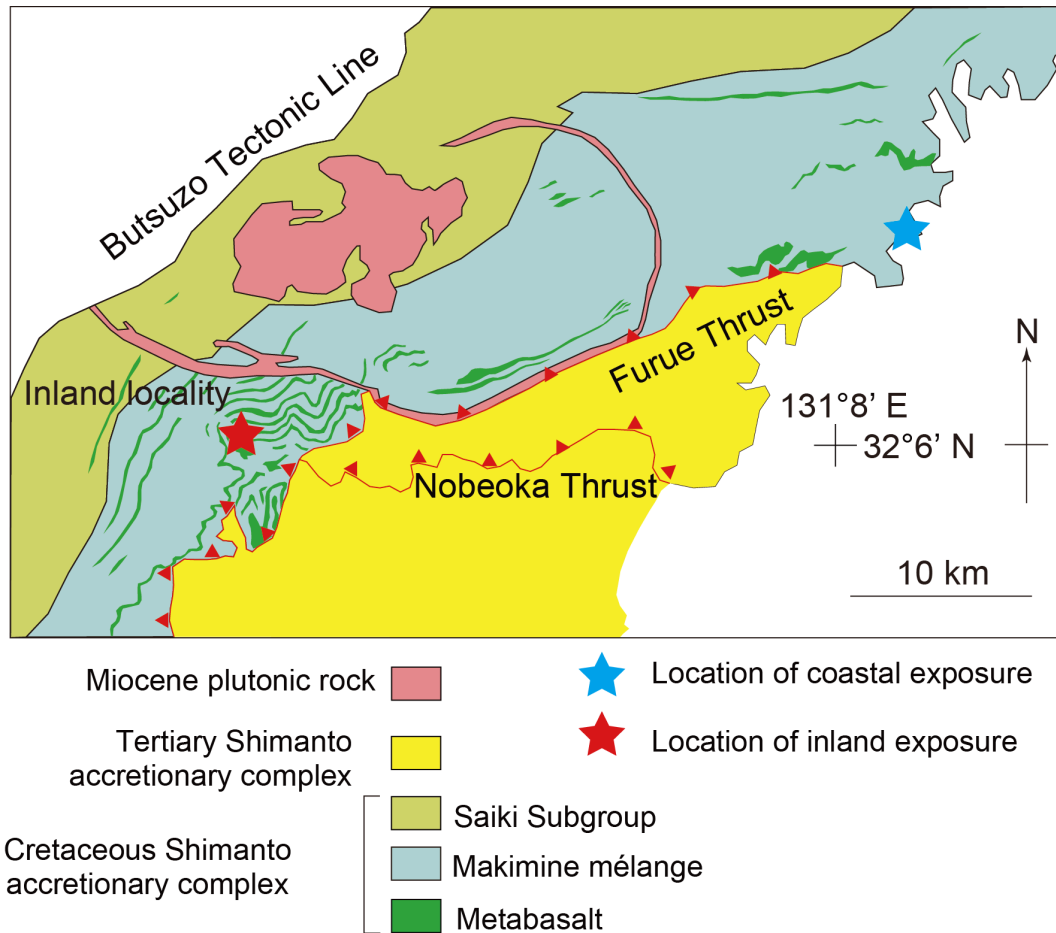 Butsuzo Tectonic Line
Inland locality
Furue Thrust
Nobeoka Thrust
N
131°8’ E
32°6’ N
10 km
Miocene plutonic rock
Tertiary Shimanto
accretionary complex
Cretaceous Shimanto
accretionary complex
Saiki Subgroup
Makimine mélange
Metabasalt
Location of coastal exposure
Location of inland exposure